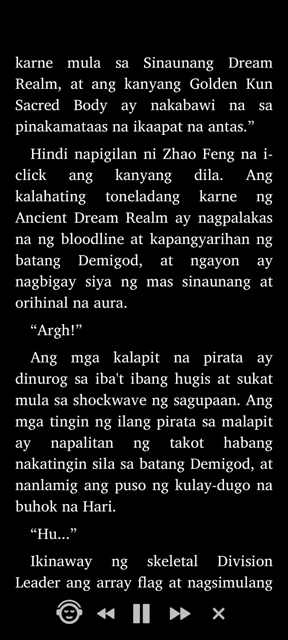 karne mula sa Sinaunang Dream
Realm, at ang kanyang Golden Kun
Sacred Body ay nakabawi na sa
pinakamataas na ikaapat na antas.”
Hindi napigilan ni Zhao Feng na i-
click ang kanyang dila. Ang
kalahating toneladang karne ng
Ancient Dream Realm ay nagpalakas
na ng bloodline at kapangyarihan ng
batang Demigod, at ngayon ay
nagbigay siya ng mas sinaunang at
orihinal na aura.
“Argh!”
Ang mga kalapit na pirata ay
dinurog sa iba't ibang hugis at sukat
mula sa shockwave ng sagupaan. Ang
mga tingin ng ilang pirata sa malapit
ay napalitan ng takot habang
nakatingin sila sa batang Demigod, at
nanlamig ang puso ng kulay-dugo na
buhok na Hari.
“Hu...”
Ikinaway ng skeletal Division
Leader ang array flag at nagsimulang